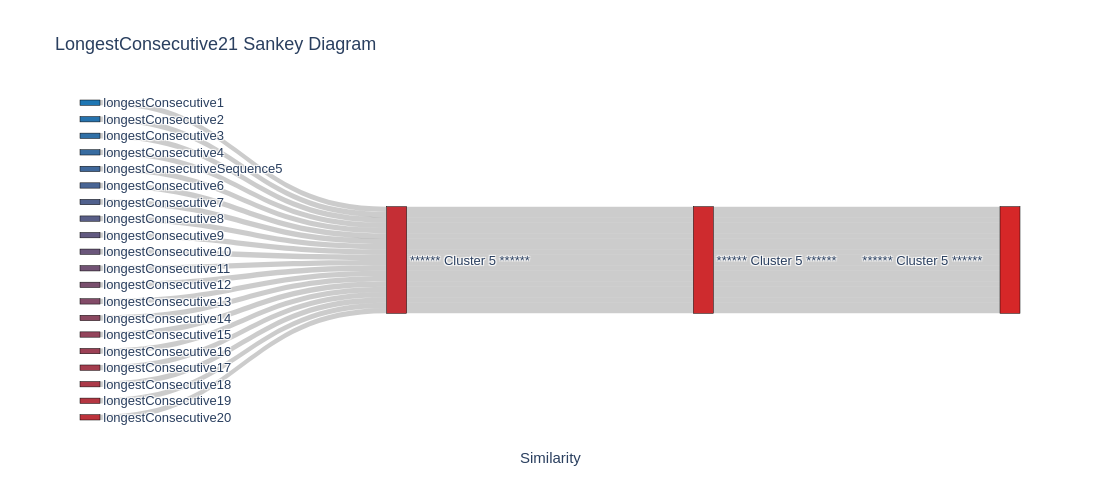 LongestConsecutive21 Sankey Diagram
longestConsecutive1
longestConsecutive2
longestConsecutive3
longestConsecutive4
longestConsecutiveSequence5
longestConsecutive6
longestConsecutive7
longestConsecutive8
longestConsecutive9
longestConsecutive10
longestConsecutive11
longestConsecutive12
longestConsecutive13
longestConsecutive14
longestConsecutive15
longestConsecutive16
longestConsecutive17
longestConsecutive18
longestConsecutive19
longestConsecutive20
****** Cluster 5 ******
****** Cluster 5 ******
****** Cluster 5 ******
Similarity